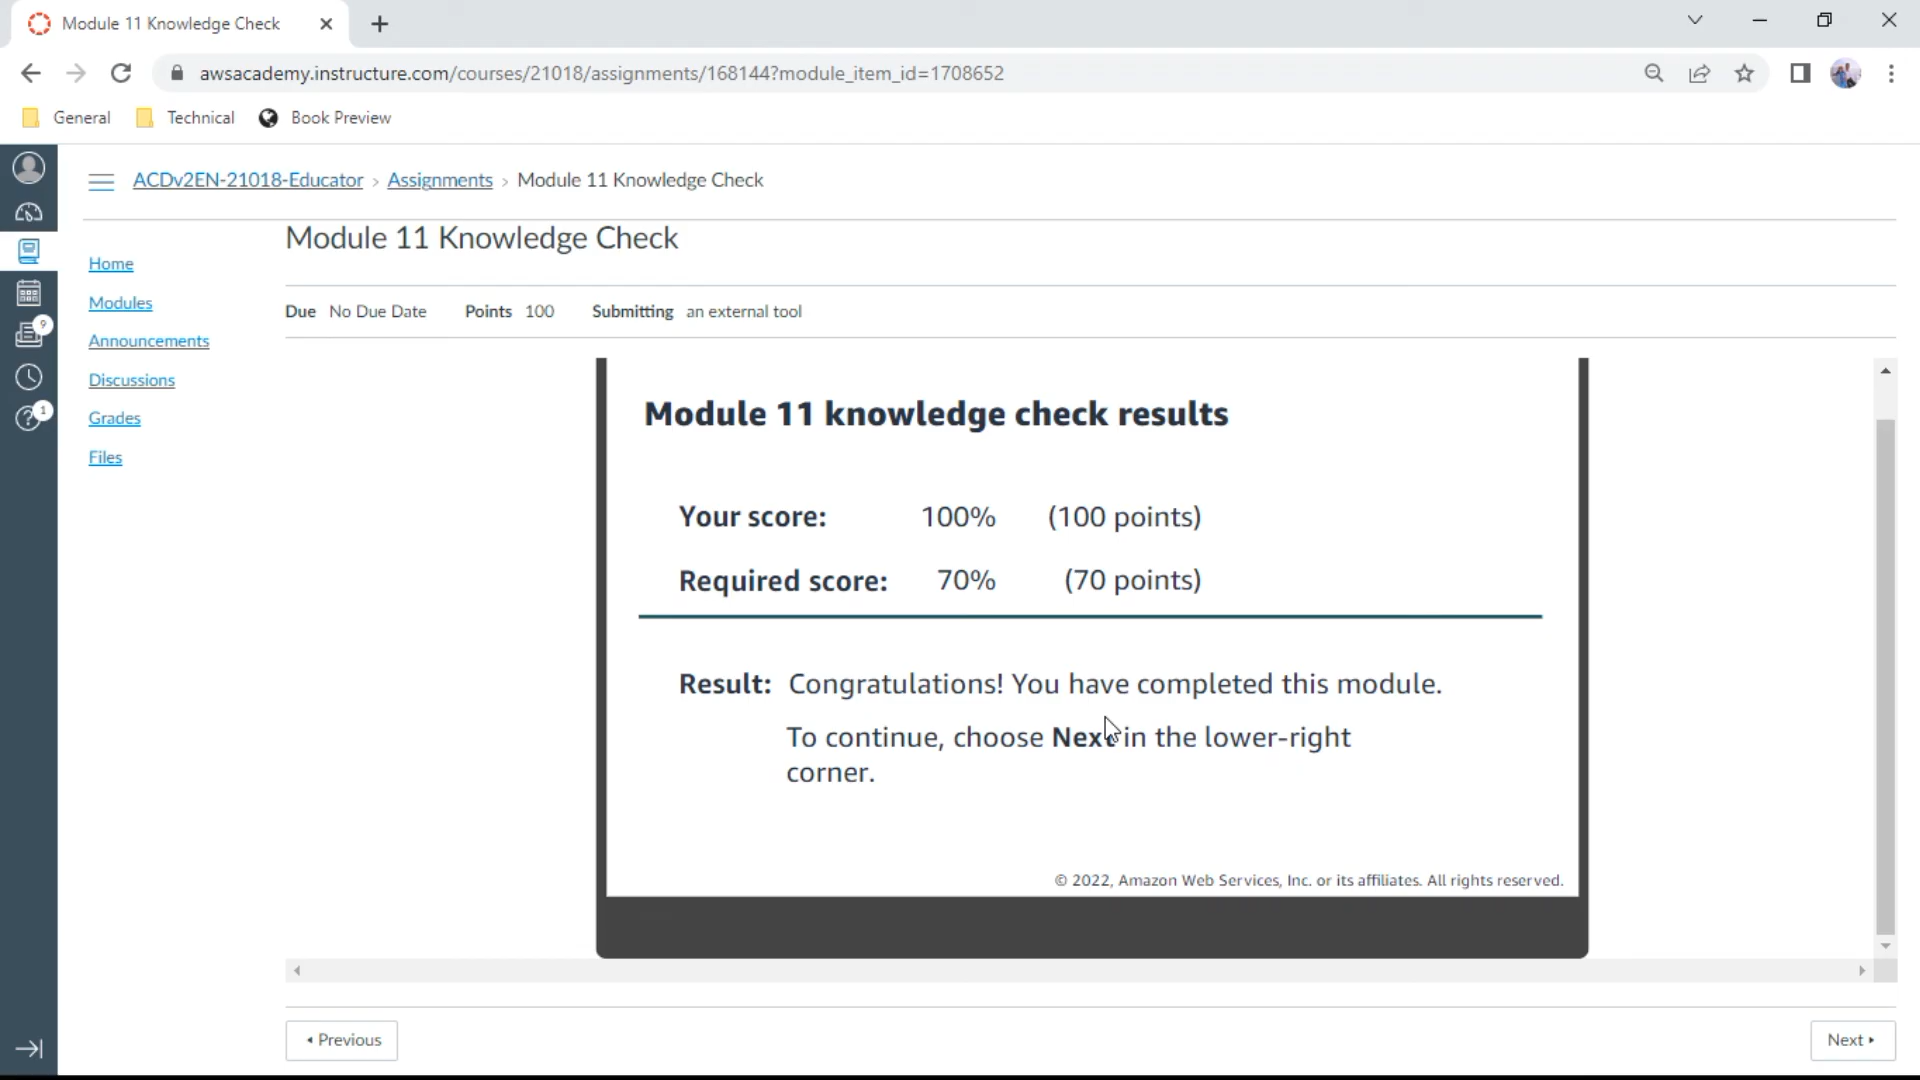 Module 11 Knowledge Check
awsacademy.instructure.com/courses/21018/assignments/168144?module_item_id=1708652
General Technical Book Preview
ACDv2EN-21018-Educator > Assignments > Module 11 Knowledge Check
Module 11 Knowledge Check
Home
Modules
Announcements
Discussions
Grades
Files
9
1
Due No Due Date Points 100 Submitting an external tool
Module 11 knowledge check results
Your score: 100% (100 points)
Required score: 70% (70 points)
Result: Congratulations! You have completed this module.
To continue, choose Next in the lower-right
corner.
© 2022, Amazon Web Services, Inc. or its affiliates. All rights reserved.
Previous
Next